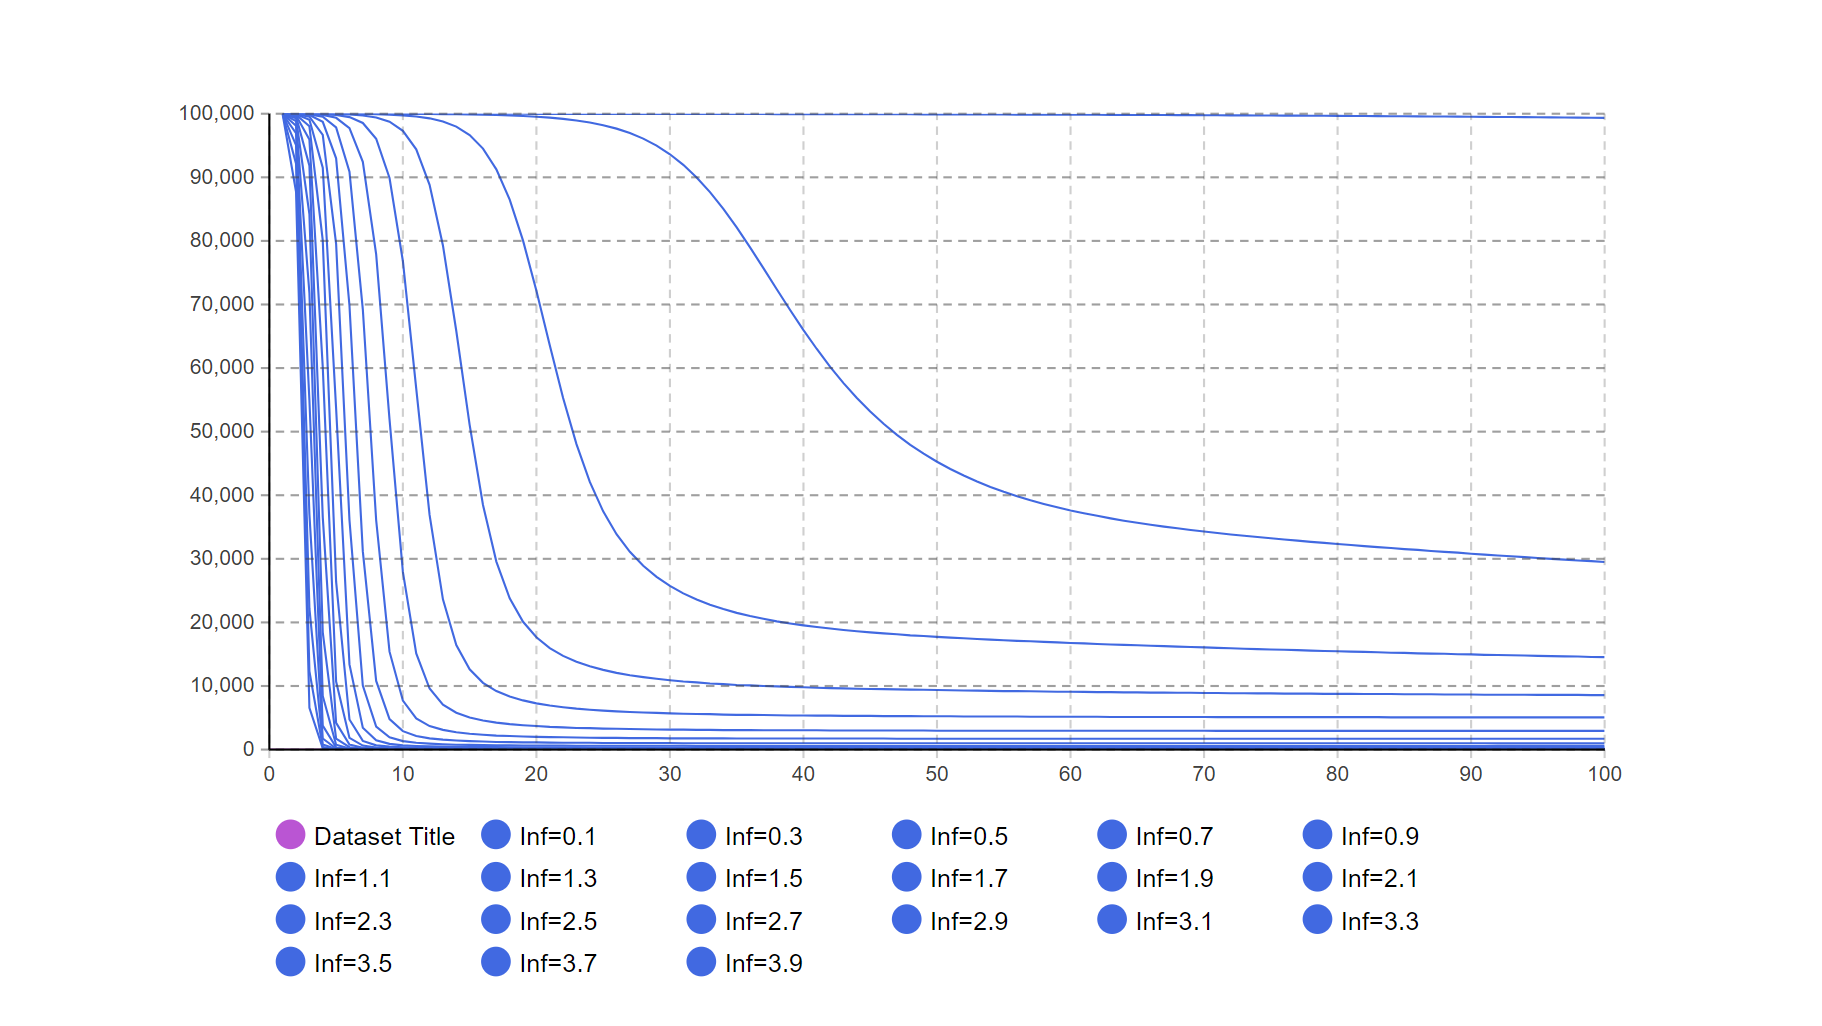 100,000
90,000
80,000
70,000
60,000
50,000
40,000
30,000
20,000
10,000
0
0 10 20 30 40 50 60 70 80 90 100
Dataset Title Inf=0.1 Inf=0.3 Inf=0.5 Inf=0.7 Inf=0.9
Inf=1.1 Inf=1.3 Inf=1.5 Inf=1.7 Inf=1.9 Inf=2.1
Inf=2.3 Inf=2.5 Inf=2.7 Inf=2.9 Inf=3.1 Inf=3.3
Inf=3.5 Inf=3.7 Inf=3.9